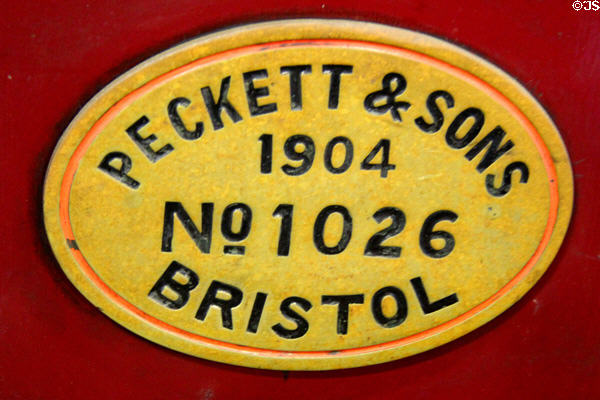 ©JS
PECKETT & SONS
1904
No 1026
BRISTOL